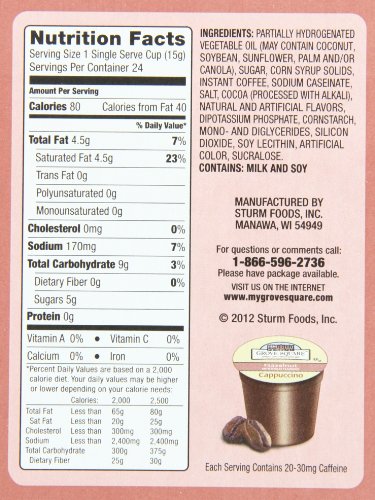 Nutrition Facts
Serving Size 1 Single Serve Cup (15g)
Servings Per Container 24
Amount Per Serving
Calories 80 Calories from Fat 40
% Daily Value*
Total Fat 4.5g 7%
Saturated Fat 4.5g 23%
Trans Fat 0g
Polyunsaturated 0g
Monounsaturated 0g
Cholesterol 0mg 0%
Sodium 170mg 7%
Total Carbohydrate 9g 3%
Dietary Fiber 0g 0%
Sugars 5g
Protein 0g
Vitamin A 0% • Vitamin C 0%
Calcium 0% • Iron 0%
*Percent Daily Values are based on a 2,000
calorie diet. Your daily values may be higher
or lower depending on your calorie needs:
Calories: 2,000 2,500
Total Fat Less than 65g 80g
Sat Fat Less than 20g 25g
Cholesterol Less than 300mg 300mg
Sodium Less than 2,400mg 2,400mg
Total Carbohydrate 300g 375g
Dietary Fiber 25g 30g
INGREDIENTS: PARTIALLY HYDROGENATED
VEGETABLE OIL (MAY CONTAIN COCONUT,
SOYBEAN, SUNFLOWER, PALM AND/OR
CANOLA), SUGAR, CORN SYRUP SOLIDS,
INSTANT COFFEE, SODIUM CASEINATE,
SALT, COCOA (PROCESSED WITH ALKALI),
NATURAL AND ARTIFICIAL FLAVORS,
DIPOTASSIUM PHOSPHATE, CORNSTARCH,
MONO- AND DIGLYCERIDES, SILICON
DIOXIDE, SOY LECITHIN, ARTIFICIAL
COLOR, SUCRALOSE.
CONTAINS: MILK AND SOY
MANUFACTURED BY
STURM FOODS, INC.
MANAWA, WI 54949
For questions or comments call:
1-866-596-2736
Please have package available.
VISIT US ON THE INTERNET
www.mygrovesquare.com
© 2012 Sturm Foods, Inc.
GROVE SQUARE
Hazelnut
Cappuccino
Each Serving Contains 20-30mg Caffeine